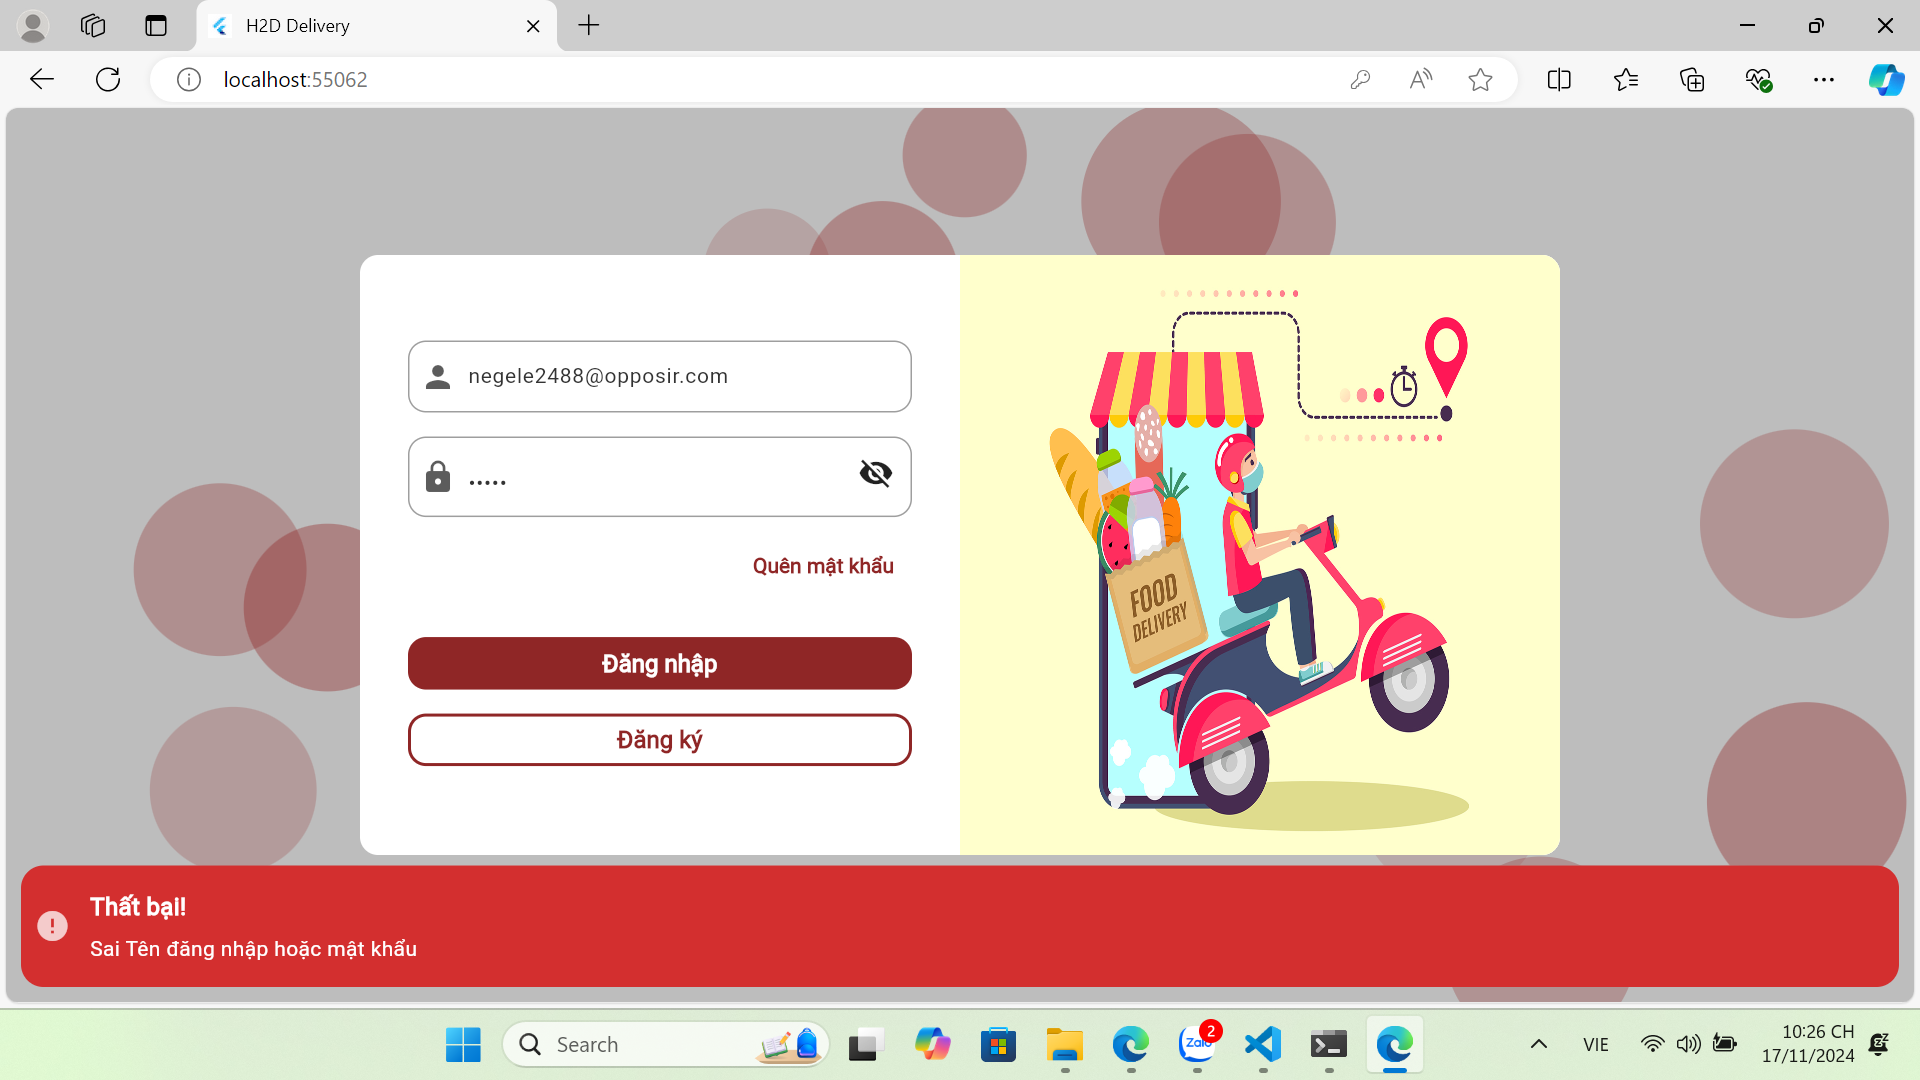 H2D Delivery
localhost:55062
negele2488@opposir.com
•••••
Quên mật khẩu
Đăng nhập
Đăng ký
FOOD
DELIVERY
Thất bại!
Sai Tên đăng nhập hoặc mật khẩu
Search
Zalo
2
VIE
10:26 CH
17/11/2024